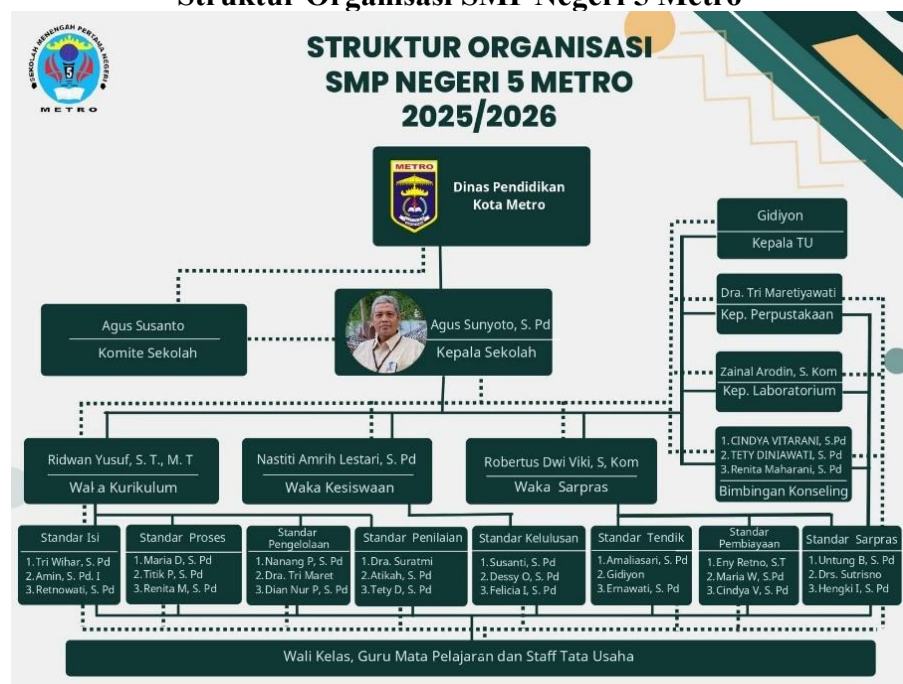 Struktur Organisasi SMP Negeri 5 Metro
SEKOLAH MENENGAH PERTAMA NEGERI
5
METRO
STRUKTUR ORGANISASI
SMP NEGERI 5 METRO
2025/2026
METRO
Dinas Pendidikan
Kota Metro
Gidiyon
Kepala TU
Dra. Tri Maretiyawati
Kep. Perpustakaan
Agus Susanto
Komite Sekolah
Agus Sunyoto, S. Pd
Kepala Sekolah
Zainal Arodin, S. Kom
Kep. Laboratorium
1.CINDYA VITARANI, S.Pd
2.TETY DINIAWATI, S. Pd
3.Renita Maharani, S. Pd
Bimbingan Konseling
Ridwan Yusuf, S. T., M. T
Waka Kurikulum
Nastiti Amrih Lestari, S. Pd
Waka Kesiswaan
Robertus Dwi Viki, S, Kom
Waka Sarpras
Standar Isi
1.Tri Wihar, S. Pd
2.Amin, S. Pd. I
3.Retnowati, S. Pd
Standar Proses
1.Maria D, S. Pd
2.Titik P, S. Pd
3.Renita M, S. Pd
Standar
Pengelolaan
1.Nanang P, S. Pd
2.Dra. Tri Maret
3.Dian Nur P, S. Pd
Standar Penilaian
1.Dra. Suratmi
2.Atikah, S. Pd
3.Tety D, S. Pd
Standar Kelulusan
1.Susanti, S. Pd
2.Dessy O, S. Pd
3.Felicia I, S. Pd
Standar Tendik
1.Amaliasari, S. Pd
2.Gidiyon
3.Ernawati, S. Pd
Standar
Pembiayaan
1.Eny Retno, S.T
2.Maria W, S.Pd
3.Cindya V, S. Pd
Standar Sarpras
1.Untung B, S. Pd
2.Drs. Sutrisno
3.Hengki I, S. Pd
Wali Kelas, Guru Mata Pelajaran dan Staff Tata Usaha